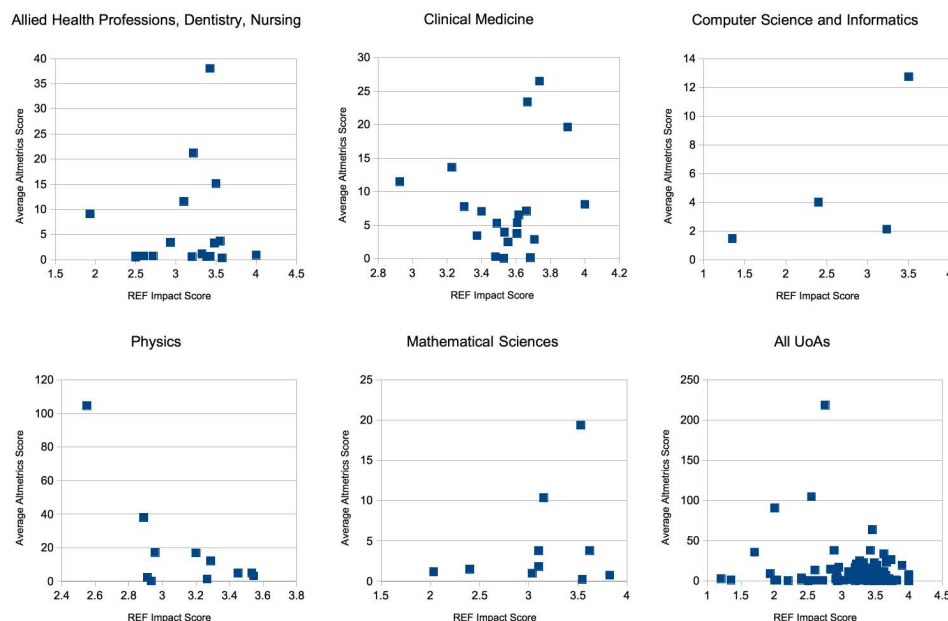 Allied Health Professions, Dentistry, Nursing
Average Altmetrics Score
40
35
30
25
20
15
10
5
0
1.5 2 2.5 3 3.5 4 4.5
REF Impact Score
Clinical Medicine
Average Altmetrics Score
30
25
20
15
10
5
0
2.8 3 3.2 3.4 3.6 3.8 4 4.2
REF Impact Score
Computer Science and Informatics
Average Altmetrics Score
14
12
10
8
6
4
2
0
1 1.5 2 2.5 3 3.5 4
REF Impact Score
Physics
Average Altmetrics Score
120
100
80
60
40
20
0
2.4 2.6 2.8 3.0 3.2 3.4 3.6 3.8
REF Impact Score
Mathematical Sciences
Average Altmetrics Score
25
20
15
10
5
0
1.5 2 2.5 3 3.5 4
REF Impact Score
All UoAs
Average Altmetrics Score
250
200
150
100
50
0
1 1.5 2 2.5 3 3.5 4 4.5
REF Impact Score